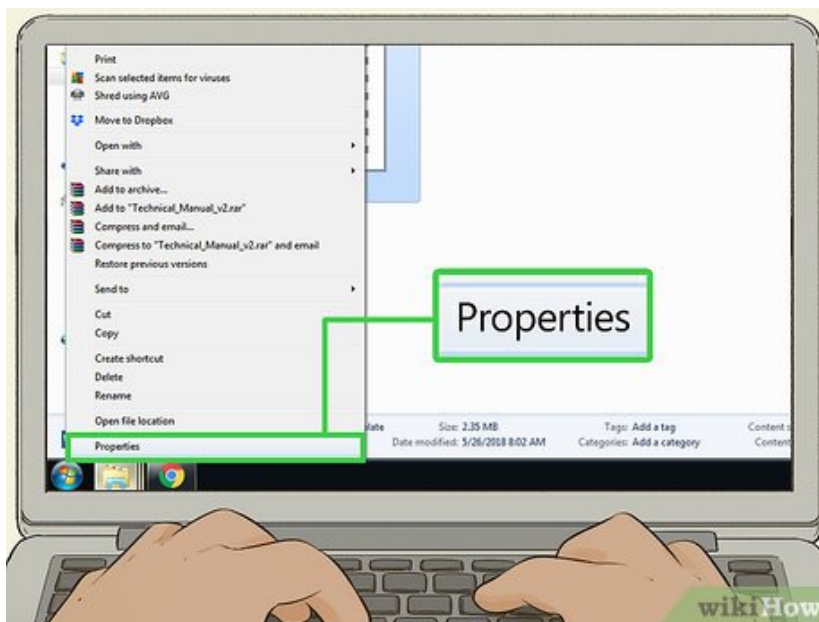 Print
Scan selected items for viruses
Shred using AVG
Move to Dropbox
Open with
Share with
Add to archive...
Add to "Technical_Manual_v2.rar"
Compress and email...
Compress to "Technical_Manual_v2.rar" and email
Restore previous versions
Send to
Cut
Copy
Create shortcut
Delete
Rename
Open file location
Properties
Properties
Size: 2.35 MB
Tags: Add a tag
Date modified: 5/26/2018 8:02 AM
Categories: Add a category
Content
wikiHow